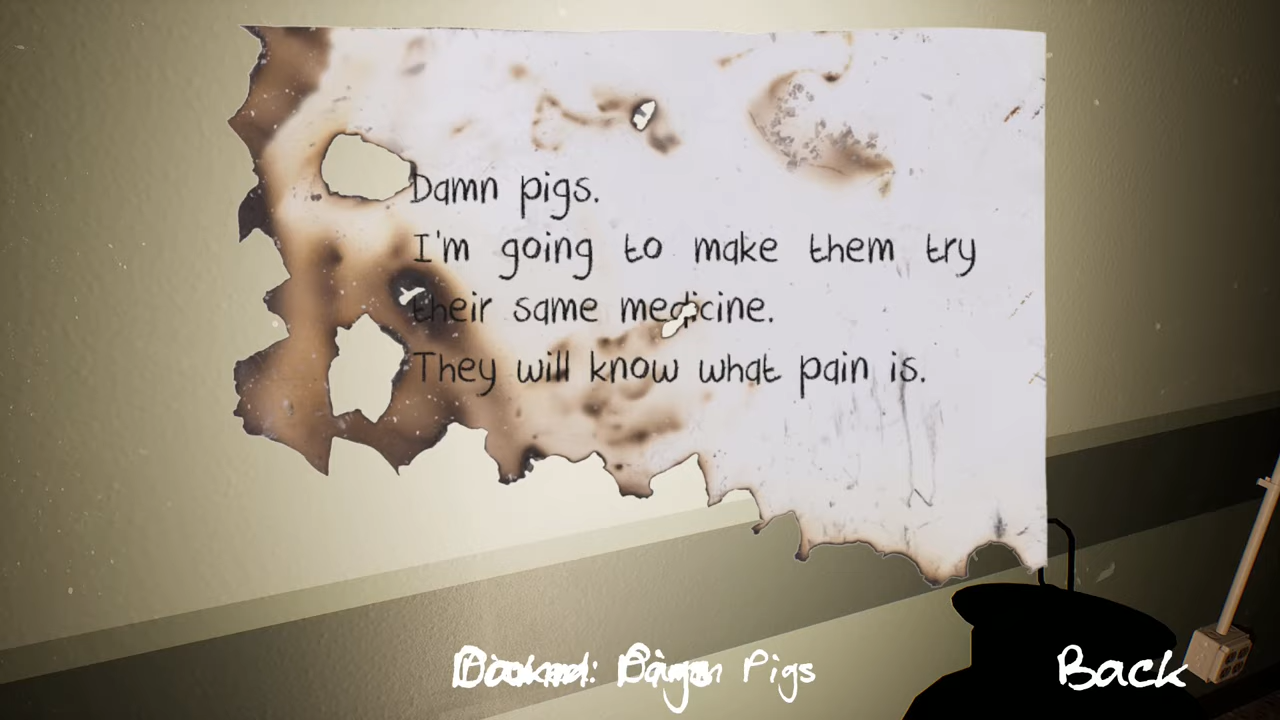 Damn pigs.
I'm going to make them try
their same medicine.
They will know what pain is.
Pigs
Back